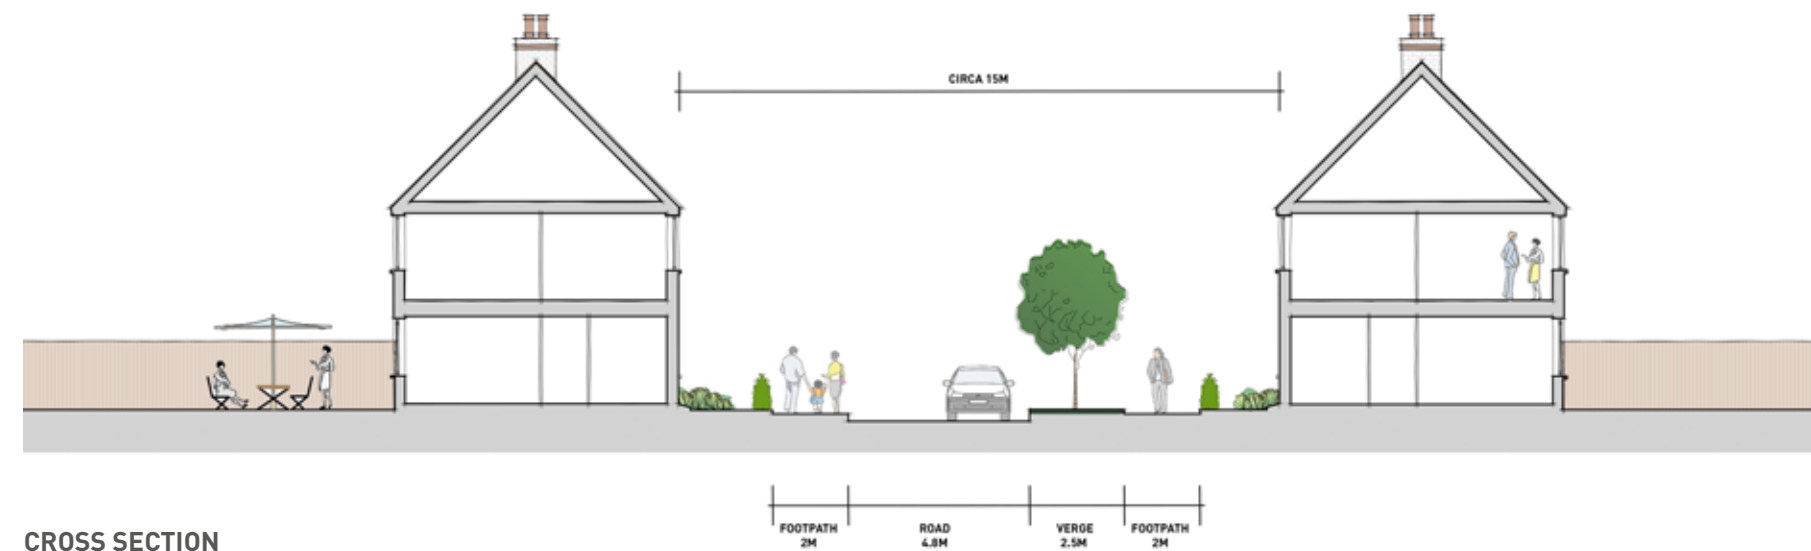 CIRCA 15M
FOOTPATH
2M
ROAD
4.8M
VERGE
2.5M
FOOTPATH
2M
CROSS SECTION